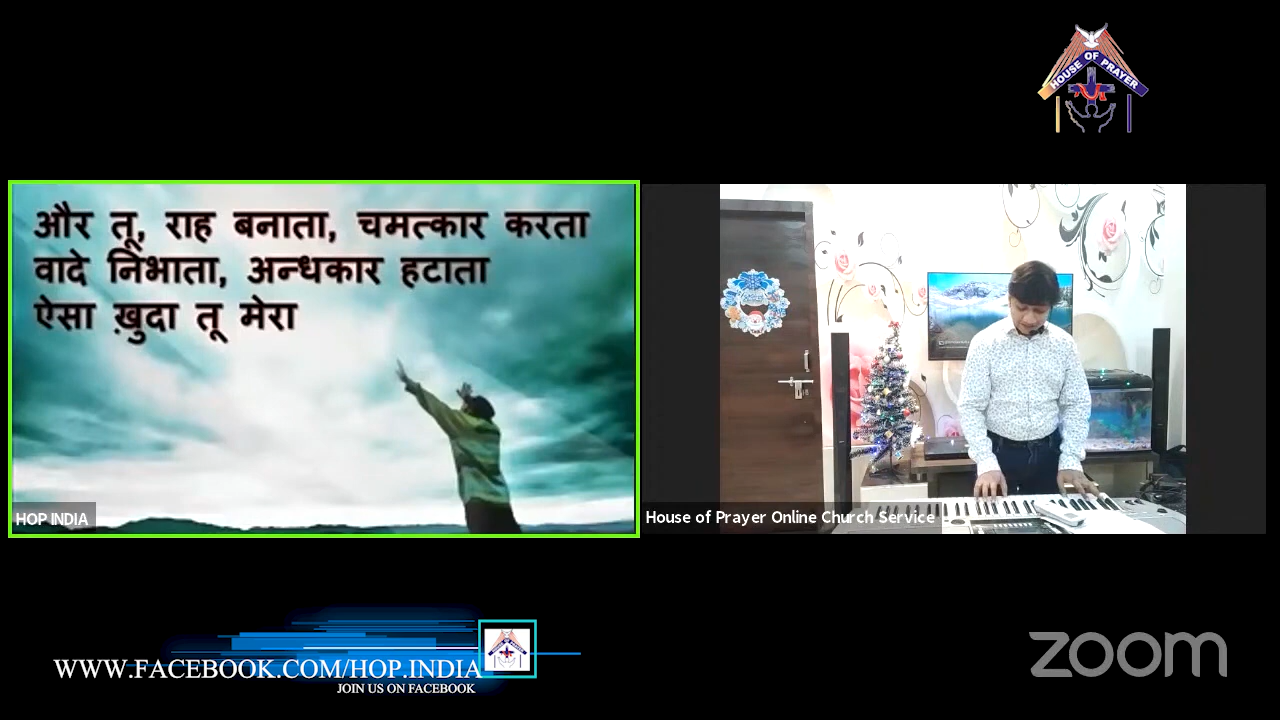 HOUSE OF PRAYER
और तू, राह बनाता, चमत्कार करता
वादे निभाता, अन्धकार हटाता
ऐसा ख़ुदा तू मेरा
HOP INDIA
House of Prayer Online Church Service
WWW.FACEBOOK.COM/HOP.INDIA
JOIN US ON FACEBOOK
zoom